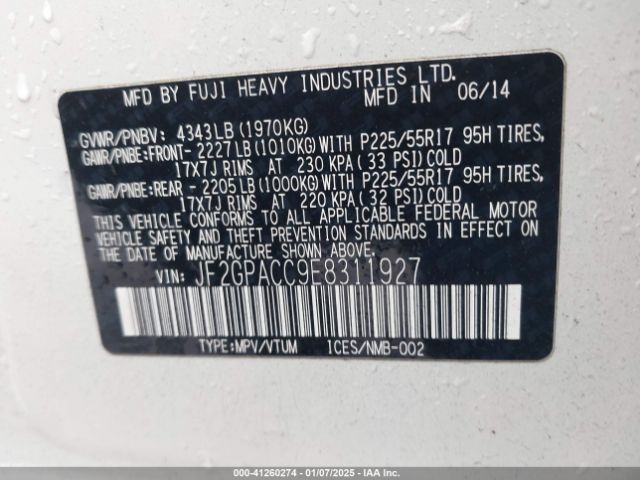 MFD BY FUJI HEAVY INDUSTRIES LTD.
MFD IN 06/14
GVWR/PNBV: 4343LB(1970KG)
GAWR/PNBE:FRONT- 2227LB(1010KG)WITH P225/55R17 95H TIRES,
17X7J RIMS AT 230 KPA(33 PSI)COLD
GAWR/PNBE:REAR - 2205LB(1000KG)WITH P225/55R17 95H TIRES,
17X7J RIMS AT 220 KPA(32 PSI)COLD
THIS VEHICLE CONFORMS TO ALL APPLICABLE FEDERAL MOTOR
VEHICLE SAFETY AND THEFT PREVENTION STANDARDS IN EFFECT ON
THE DATE OF MANUFACTURE SHOWN ABOVE.
VIN: JF2GPACC9E8311927
TYPE:MPV/VTUM ICES/NMB-002
000-41260274 - 01/07/2025 - IAA Inc.